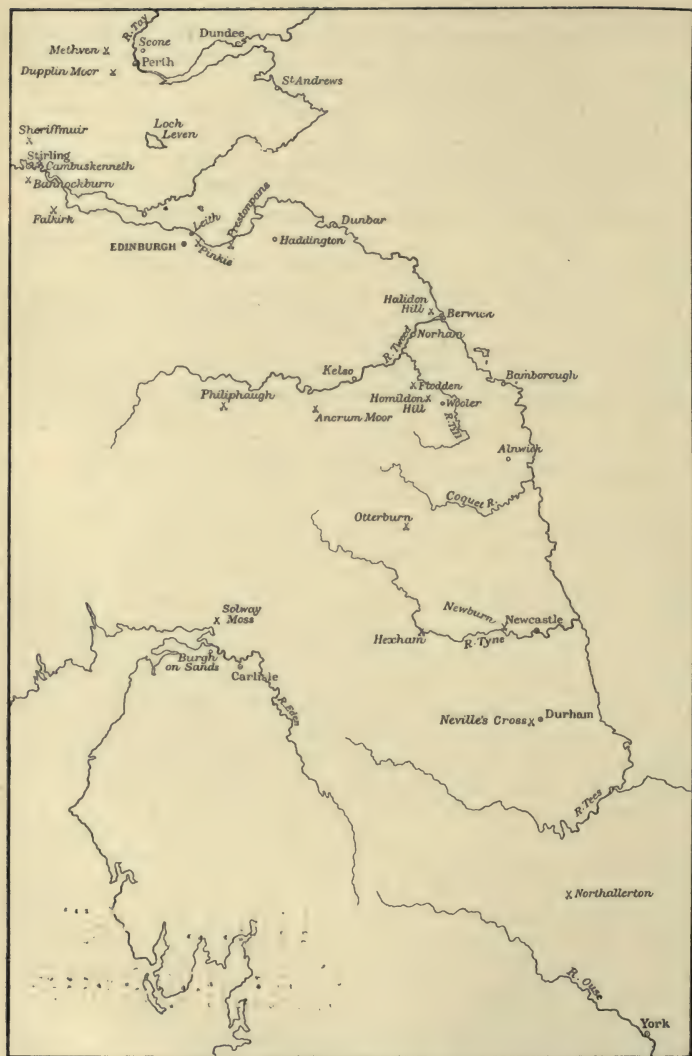 R. Tay
Scone
Dundee
Methven
Perth
Dupplin Moor
St Andrews
Sheriffmuir
Loch
Leven
Stirling
Cambuskenneth
Bannockburn
Falkirk
Leith
Prestonpans
Dunbar
EDINBURGH
Pinkie
Haddington
Halidon
Hill
Berwick
R. Tweed
Norham
Kelso
Flodden
Bamborough
Philiphaugh
Homildon
Hill
Wooler
Ancrum Moor
R. Till
Alnwick
Coquet R.
Otterburn
Solway
Moss
Newburn
Newcastle
Hexham
R. Tyne
Burgh
on Sands
Carlisle
R. Eden
Neville's Cross
Durham
R. Tees
Northallerton
R. Ouse
York